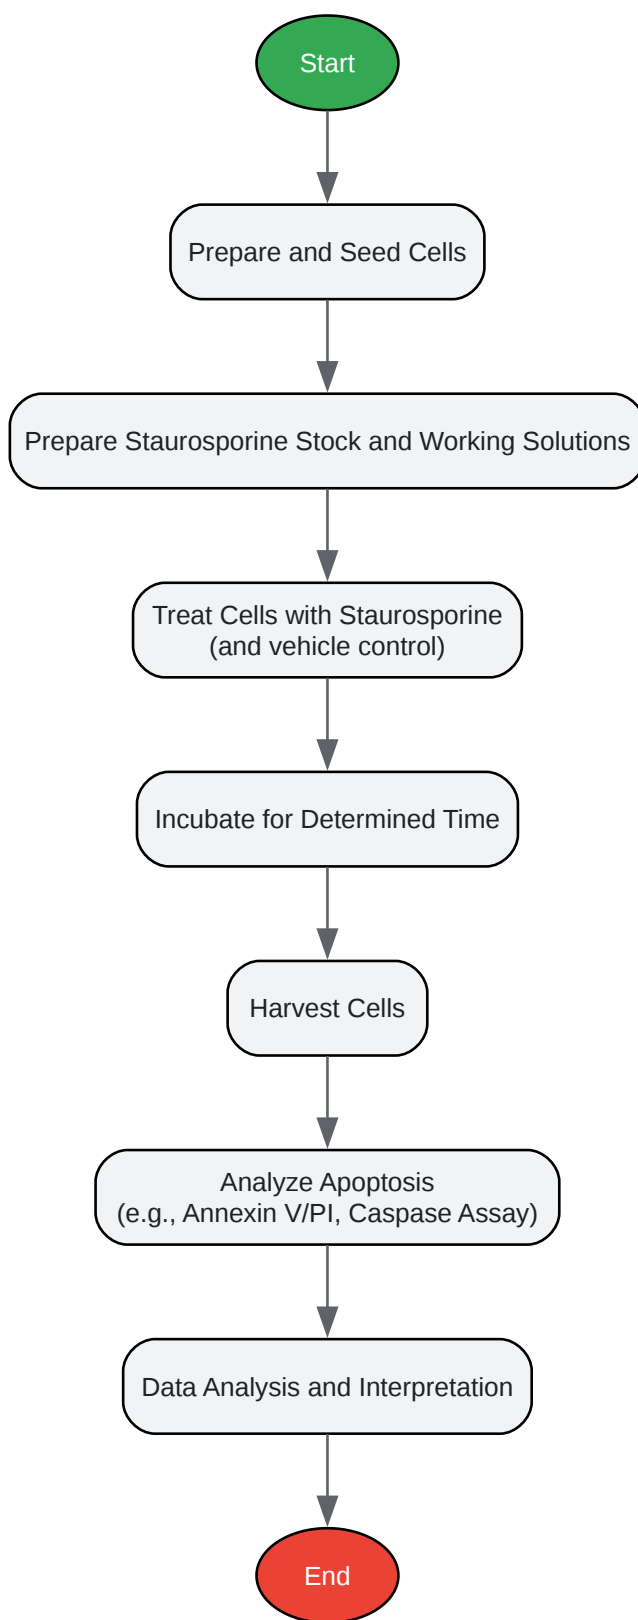 Start
Prepare and Seed Cells
Prepare Staurosporine Stock and Working Solutions
Treat Cells with Staurosporine
(and vehicle control)
Incubate for Determined Time
Harvest Cells
Analyze Apoptosis
(e.g., Annexin V/PI, Caspase Assay)
Data Analysis and Interpretation
End